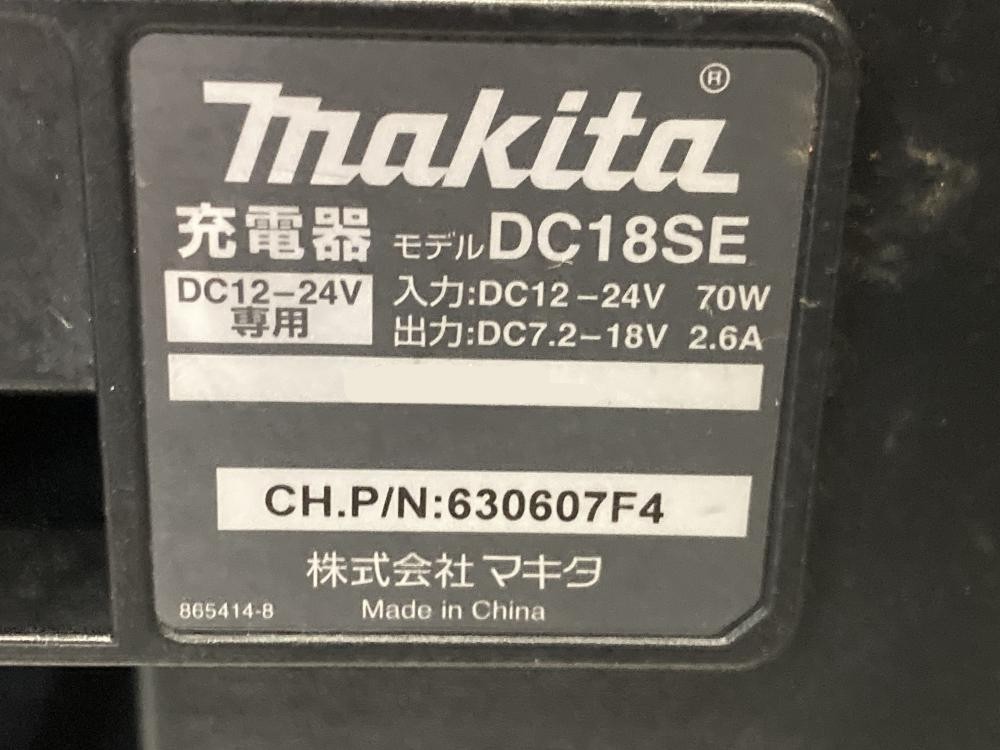 makita®
充電器 モデルDC18SE
DC12-24V 専用
入力:DC12-24V 70W
出力:DC7.2-18V 2.6A
CH.P/N:630607F4
株式会社マキタ
865414-8 Made in China